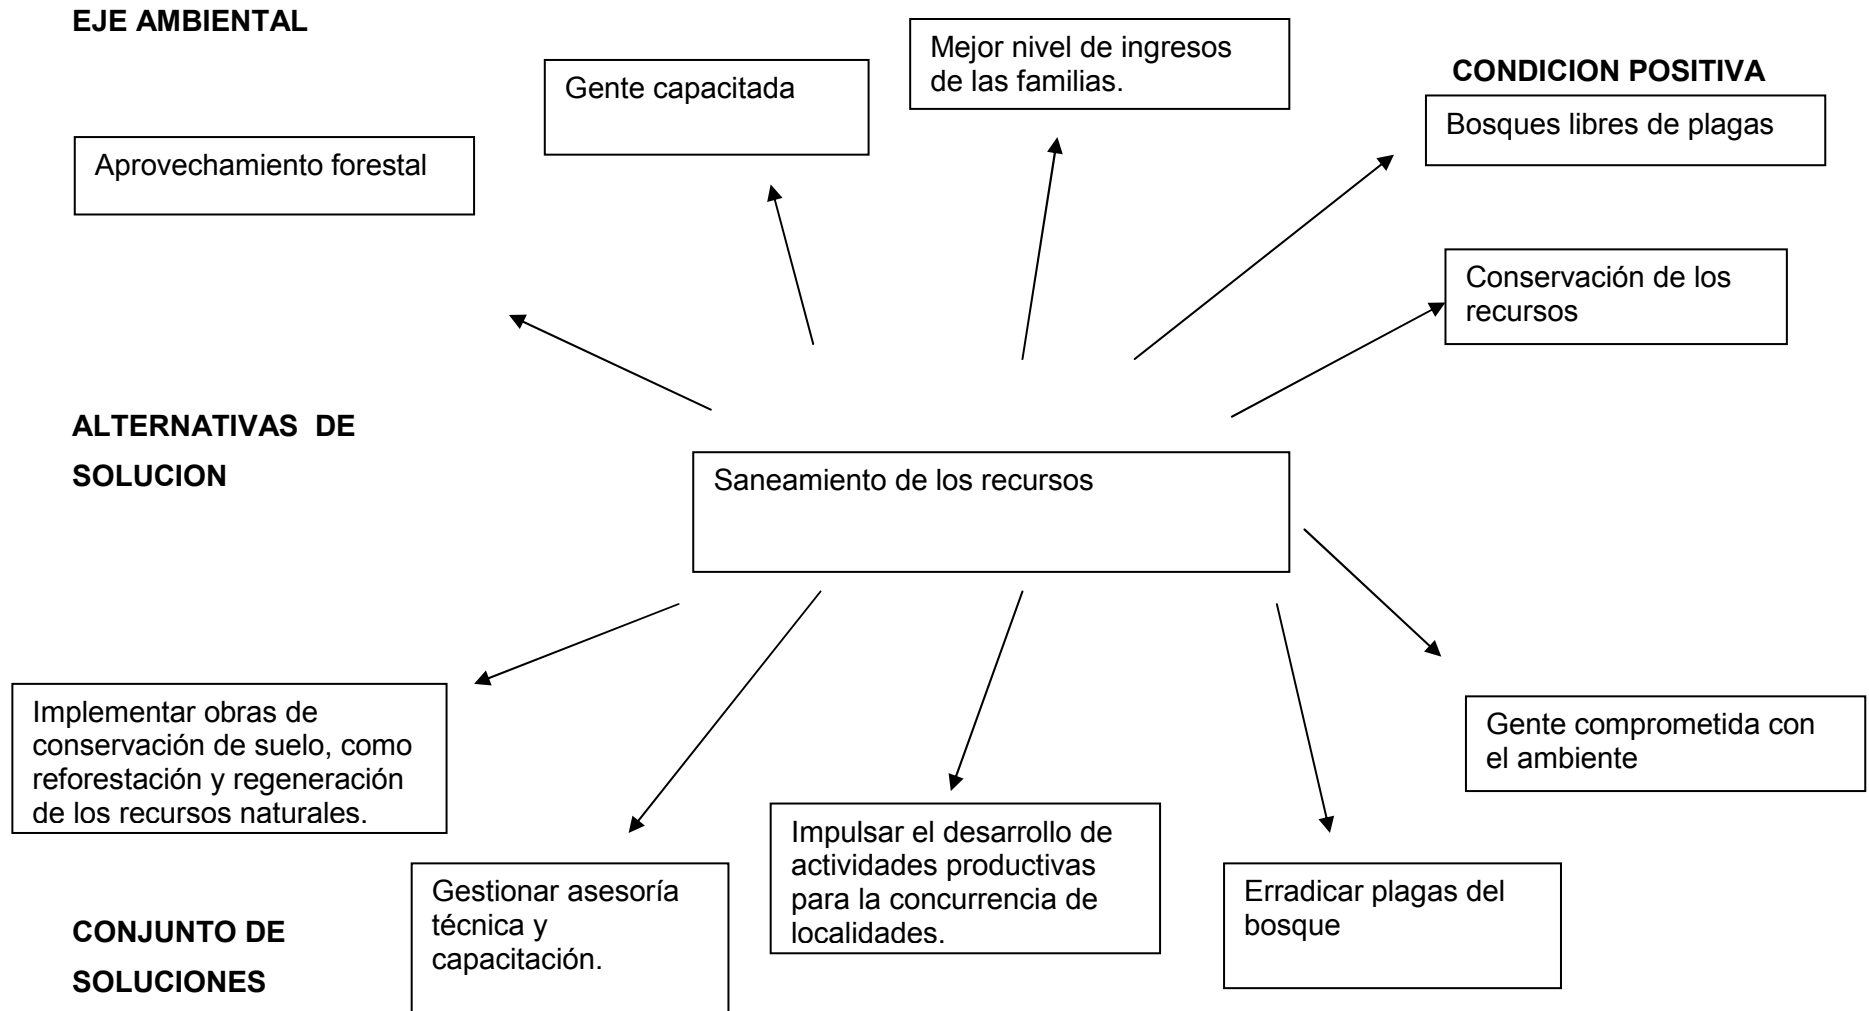 EJE AMBIENTAL
Mejor nivel de ingresos
de las familias.
CONDICION POSITIVA
Gente capacitada
Bosques libres de plagas
Aprovechamiento forestal
Conservación de los
recursos
ALTERNATIVAS DE
SOLUCION
Saneamiento de los recursos
Implementar obras de
conservación de suelo, como
reforestación y regeneración
de los recursos naturales.
Gente comprometida con
el ambiente
Impulsar el desarrollo de
actividades productivas
para la concurrencia de
localidades.
Gestionar asesoría
técnica y
capacitación.
Erradicar plagas del
bosque
CONJUNTO DE
SOLUCIONES